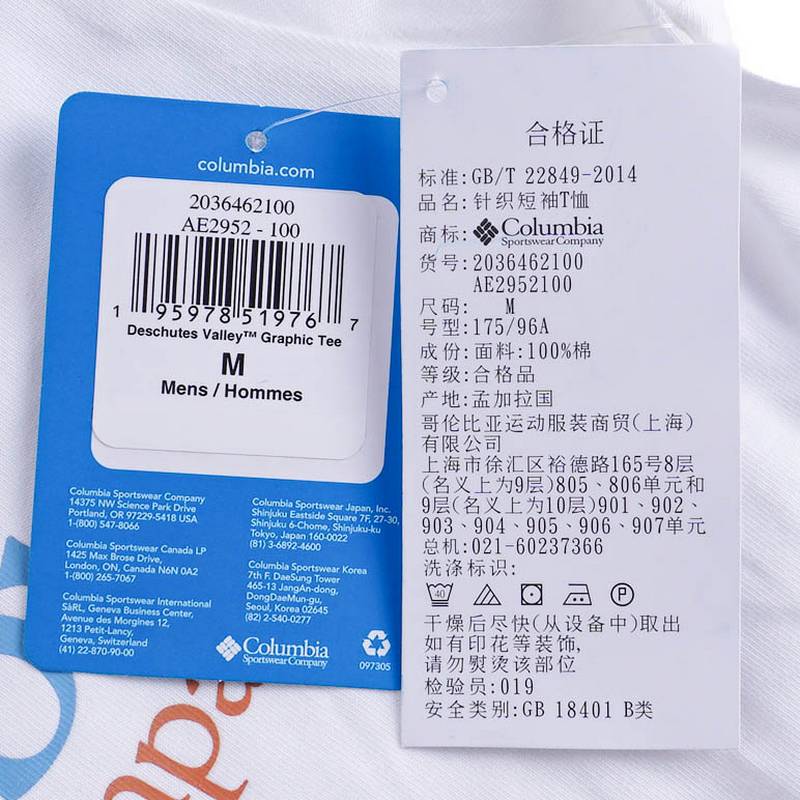 columbia.com
2036462100
AE2952 - 100
1 95978 51976 7
Deschutes Valley™ Graphic Tee
M
Mens / Hommes
Columbia Sportswear Company
14375 NW Science Park Drive
Portland, OR 97229-5418 USA
1-(800) 547-8066
Columbia Sportswear Canada LP
1425 Max Brose Drive,
London, ON, Canada N6N 0A2
1-(800) 265-7067
Columbia Sportswear International
SàRL, Geneva Business Center,
Avenue des Morgines 12,
1213 Petit-Lancy,
Geneva, Switzerland
(41) 22-870-90-00
Columbia Sportswear Japan, Inc.
Shinjuku Eastside Square 7F, 27-30,
Shinjuku 6-Chome, Shinjuku-ku
Tokyo, Japan 160-0022
(81) 3-6892-4600
Columbia Sportswear Korea
7th F. DaeSung Tower
465-13 JangAn-dong,
DongDaeMun-gu,
Seoul, Korea 02645
(82) 2-540-0277
Columbia
Sportswear Company
097305
合格证
标准:GB/T 22849-2014
品名:针织短袖T恤
商标:Columbia
Sportswear Company
货号:2036462100
AE2952100
尺码: M
号型:175/96A
成份:面料:100%棉
等级:合格品
产地:孟加拉国
哥伦比亚运动服装商贸(上海)
有限公司
上海市徐汇区裕德路165号8层
(名义上为9层)805、806单元和
9层(名义上为10层)901、902、
903、904、905、906、907单元
总机:021-60237366
洗涤标识:
40 P
干燥后尽快(从设备中)取出
如有印花等装饰,
请勿熨烫该部位
检验员:019
安全类别:GB 18401 B类
npa